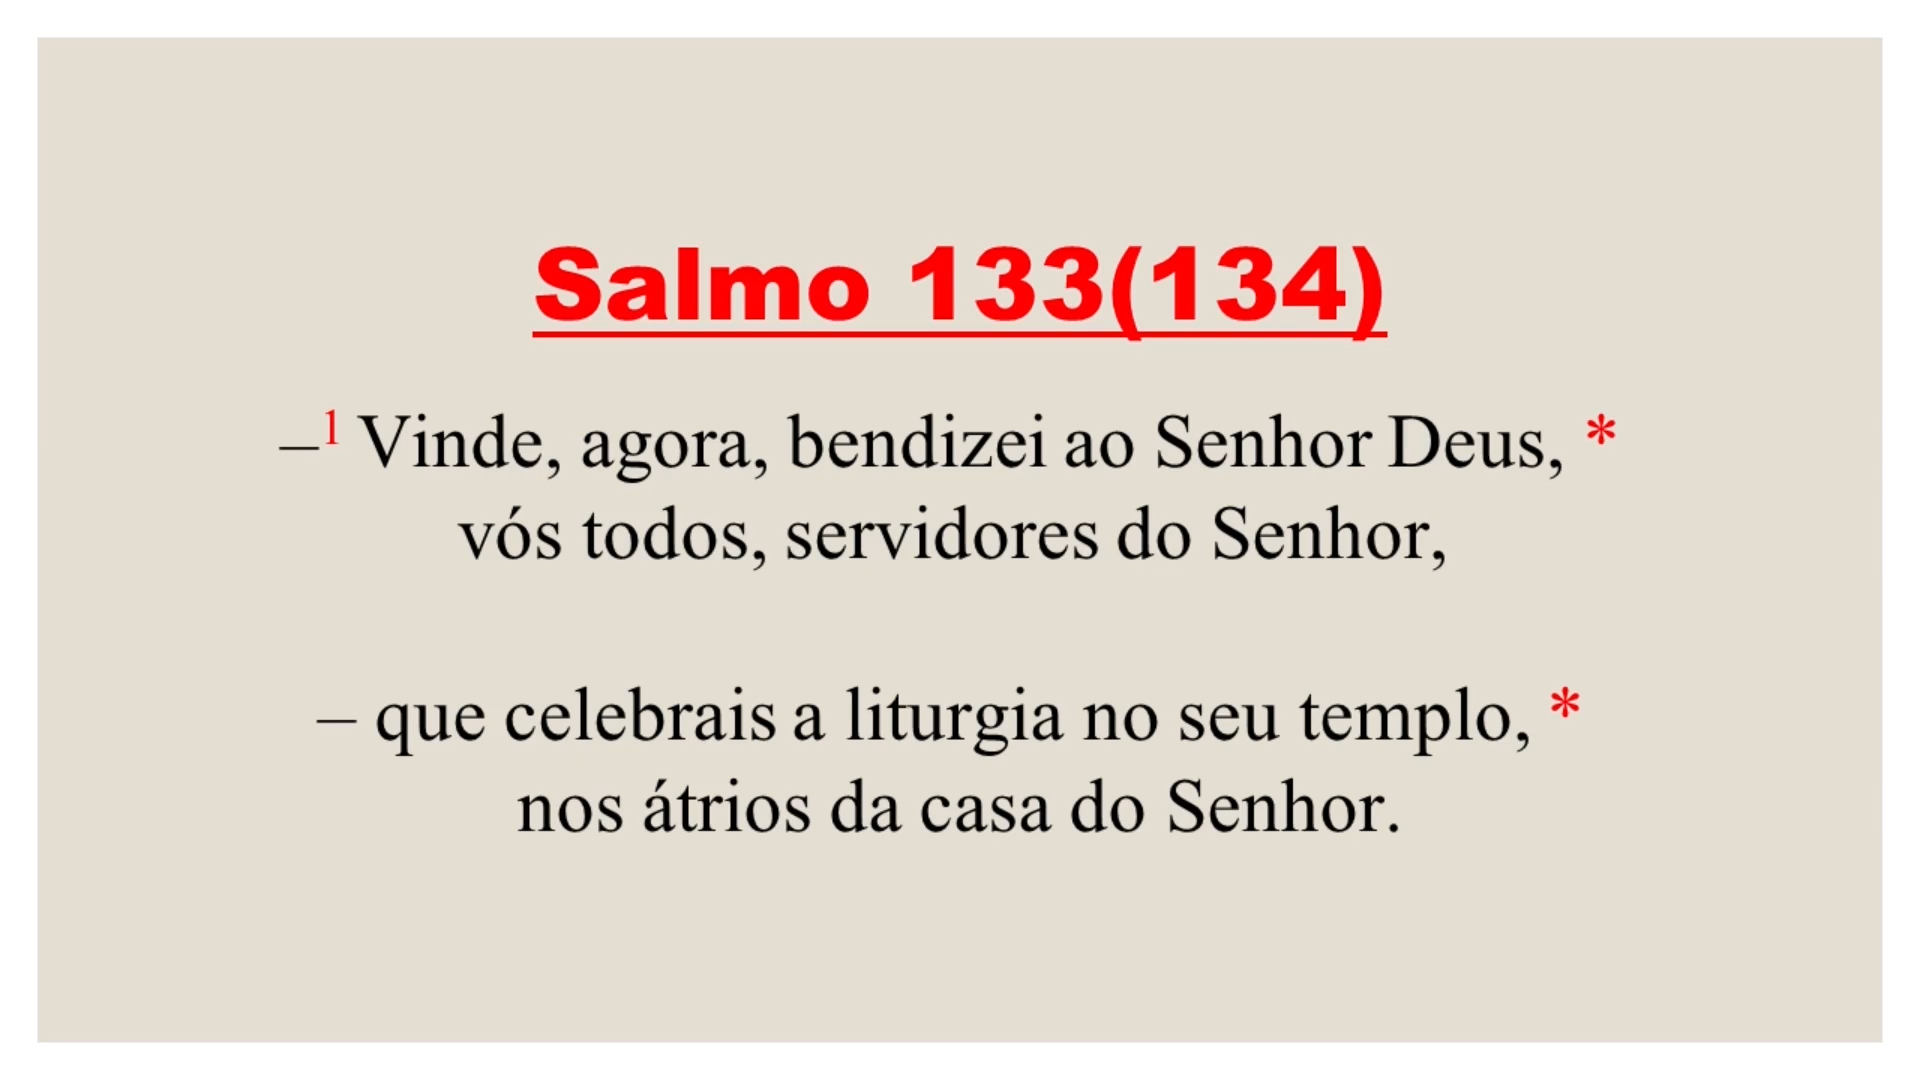 Salmo 133(134)
–¹ Vinde, agora, bendizei ao Senhor Deus, *
vós todos, servidores do Senhor,
– que celebrais a liturgia no seu templo, *
nos átrios da casa do Senhor.